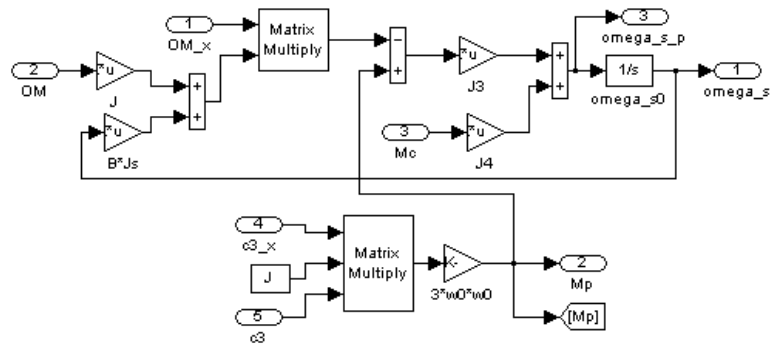 1
OM_x
Matrix
Multiply
−
+
3
omega_s_p
2
OM
*u
J
+
+
*u
B*Js
*u
J3
+
+
1/s
omega_s0
1
omega_s
3
Mc
*u
J4
4
c3_x
J
5
c3
Matrix
Multiply
K-
3*w0*w0
2
Mp
[Mp]